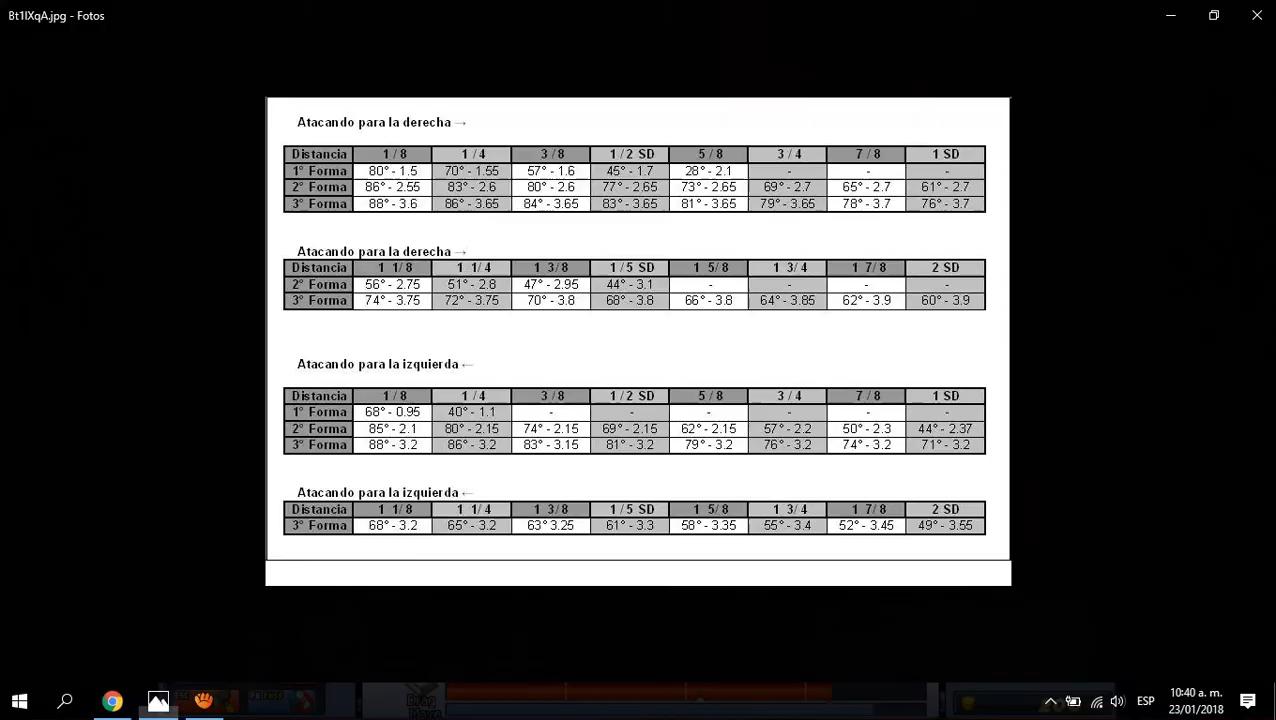 Bt1lXqA.jpg - Fotos
Atacando para la derecha →
Distancia 1 / 8 1 / 4 3 / 8 1 / 2 SD 5 / 8 3 / 4 7 / 8 1 SD
1° Forma 80° - 1.5 70° - 1.55 57° - 1.6 45° - 1.7 28° - 2.1 - - -
2° Forma 86° - 2.55 83° - 2.6 80° - 2.6 77° - 2.65 73° - 2.65 69° - 2.7 65° - 2.7 61° - 2.7
3° Forma 88° - 3.6 86° - 3.65 84° - 3.65 83° - 3.65 81° - 3.65 79° - 3.65 78° - 3.7 76° - 3.7
Atacando para la derecha →
Distancia 1 1/ 8 1 1/ 4 1 3/ 8 1 / 5 SD 1 5/ 8 1 3/ 4 1 7/ 8 2 SD
2° Forma 56° - 2.75 51° - 2.8 47° - 2.95 44° - 3.1 - - - -
3° Forma 74° - 3.75 72° - 3.75 70° - 3.8 68° - 3.8 66° - 3.8 64° - 3.85 62° - 3.9 60° - 3.9
Atacando para la izquierda ←
Distancia 1 / 8 1 / 4 3 / 8 1 / 2 SD 5 / 8 3 / 4 7 / 8 1 SD
1° Forma 68° - 0.95 40° - 1.1 - - - - - -
2° Forma 85° - 2.1 80° - 2.15 74° - 2.15 69° - 2.15 62° - 2.15 57° - 2.2 50° - 2.3 44° - 2.37
3° Forma 88° - 3.2 86° - 3.2 83° - 3.15 81° - 3.2 79° - 3.2 76° - 3.2 74° - 3.2 71° - 3.2
Atacando para la izquierda ←
Distancia 1 1/ 8 1 1/ 4 1 3/ 8 1 / 5 SD 1 5/ 8 1 3/ 4 1 7/ 8 2 SD
3° Forma 68° - 3.2 65° - 3.2 63° 3.25 61° - 3.3 58° - 3.35 55° - 3.4 52° - 3.45 49° - 3.55
Drag
ESP
10:40 a. m.
23/01/2018